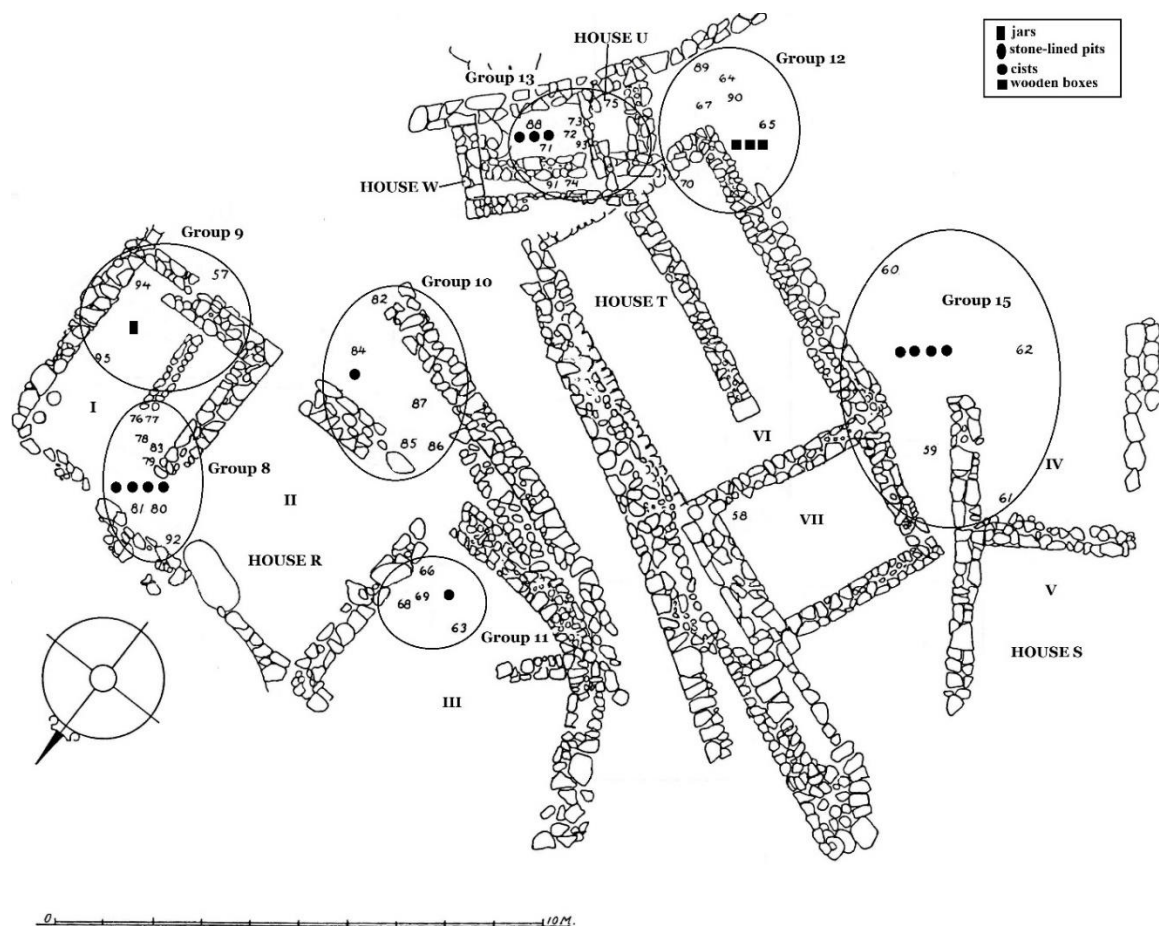 jars
stone-lined pits
cists
wooden boxes
HOUSE U
Group 12
Group 13
89
64
67
90
65
70
75
73
88
72
71
93
91
74
HOUSE W
Group 9
57
94
95
I
Group 10
82
84
87
85
86
HOUSE T
60
Group 15
62
59
61
IV
76
77
78
83
79
Group 8
81
80
92
II
HOUSE R
VI
58
VII
66
69
68
63
Group 11
III
V
HOUSE S
0
10 M.